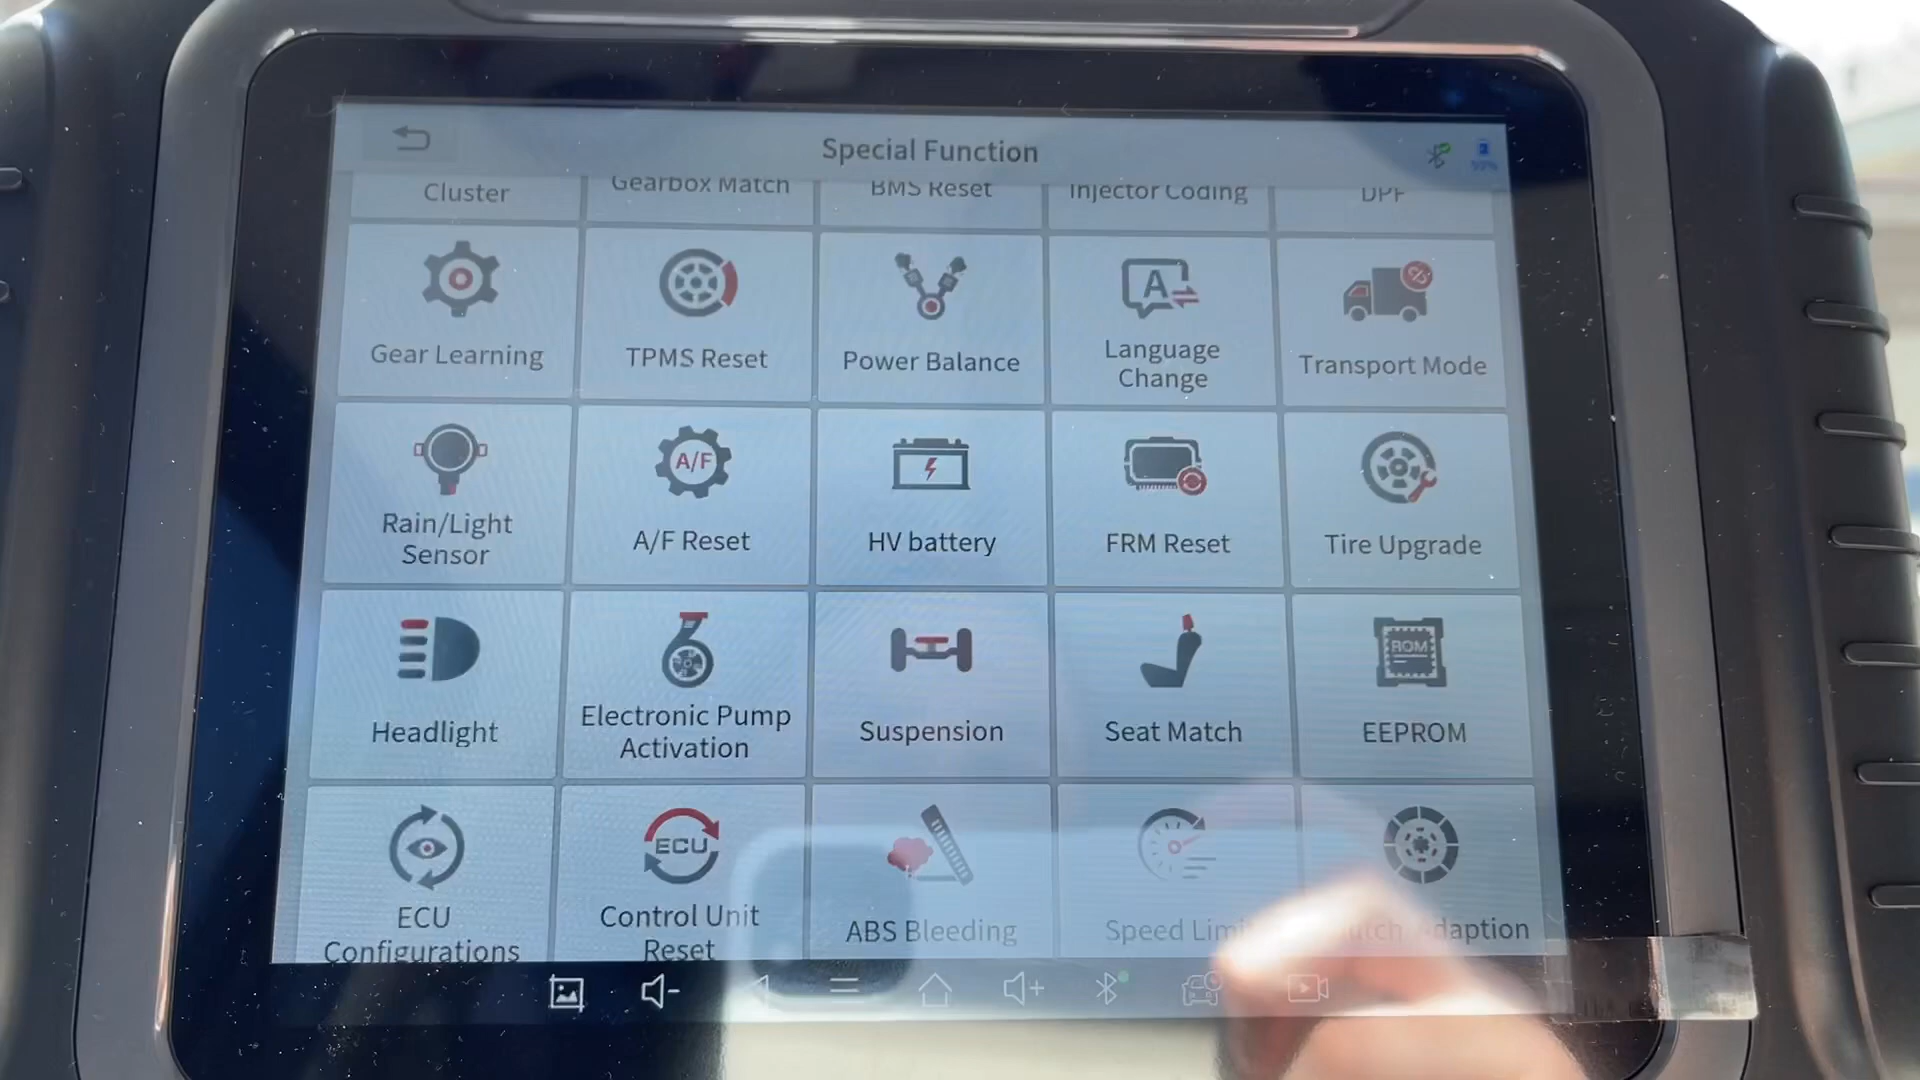 Special Function
Cluster
Gearbox Match
BMS Reset
Injector Coding
DPF
Gear Learning
TPMS Reset
Power Balance
Language
Change
Transport Mode
Rain/Light
Sensor
A/F
A/F Reset
HV battery
FRM Reset
Tire Upgrade
Headlight
Electronic Pump
Activation
Suspension
Seat Match
ROM
EEPROM
ECU
Configurations
ECU
Control Unit
Reset
ABS Bleeding
Speed